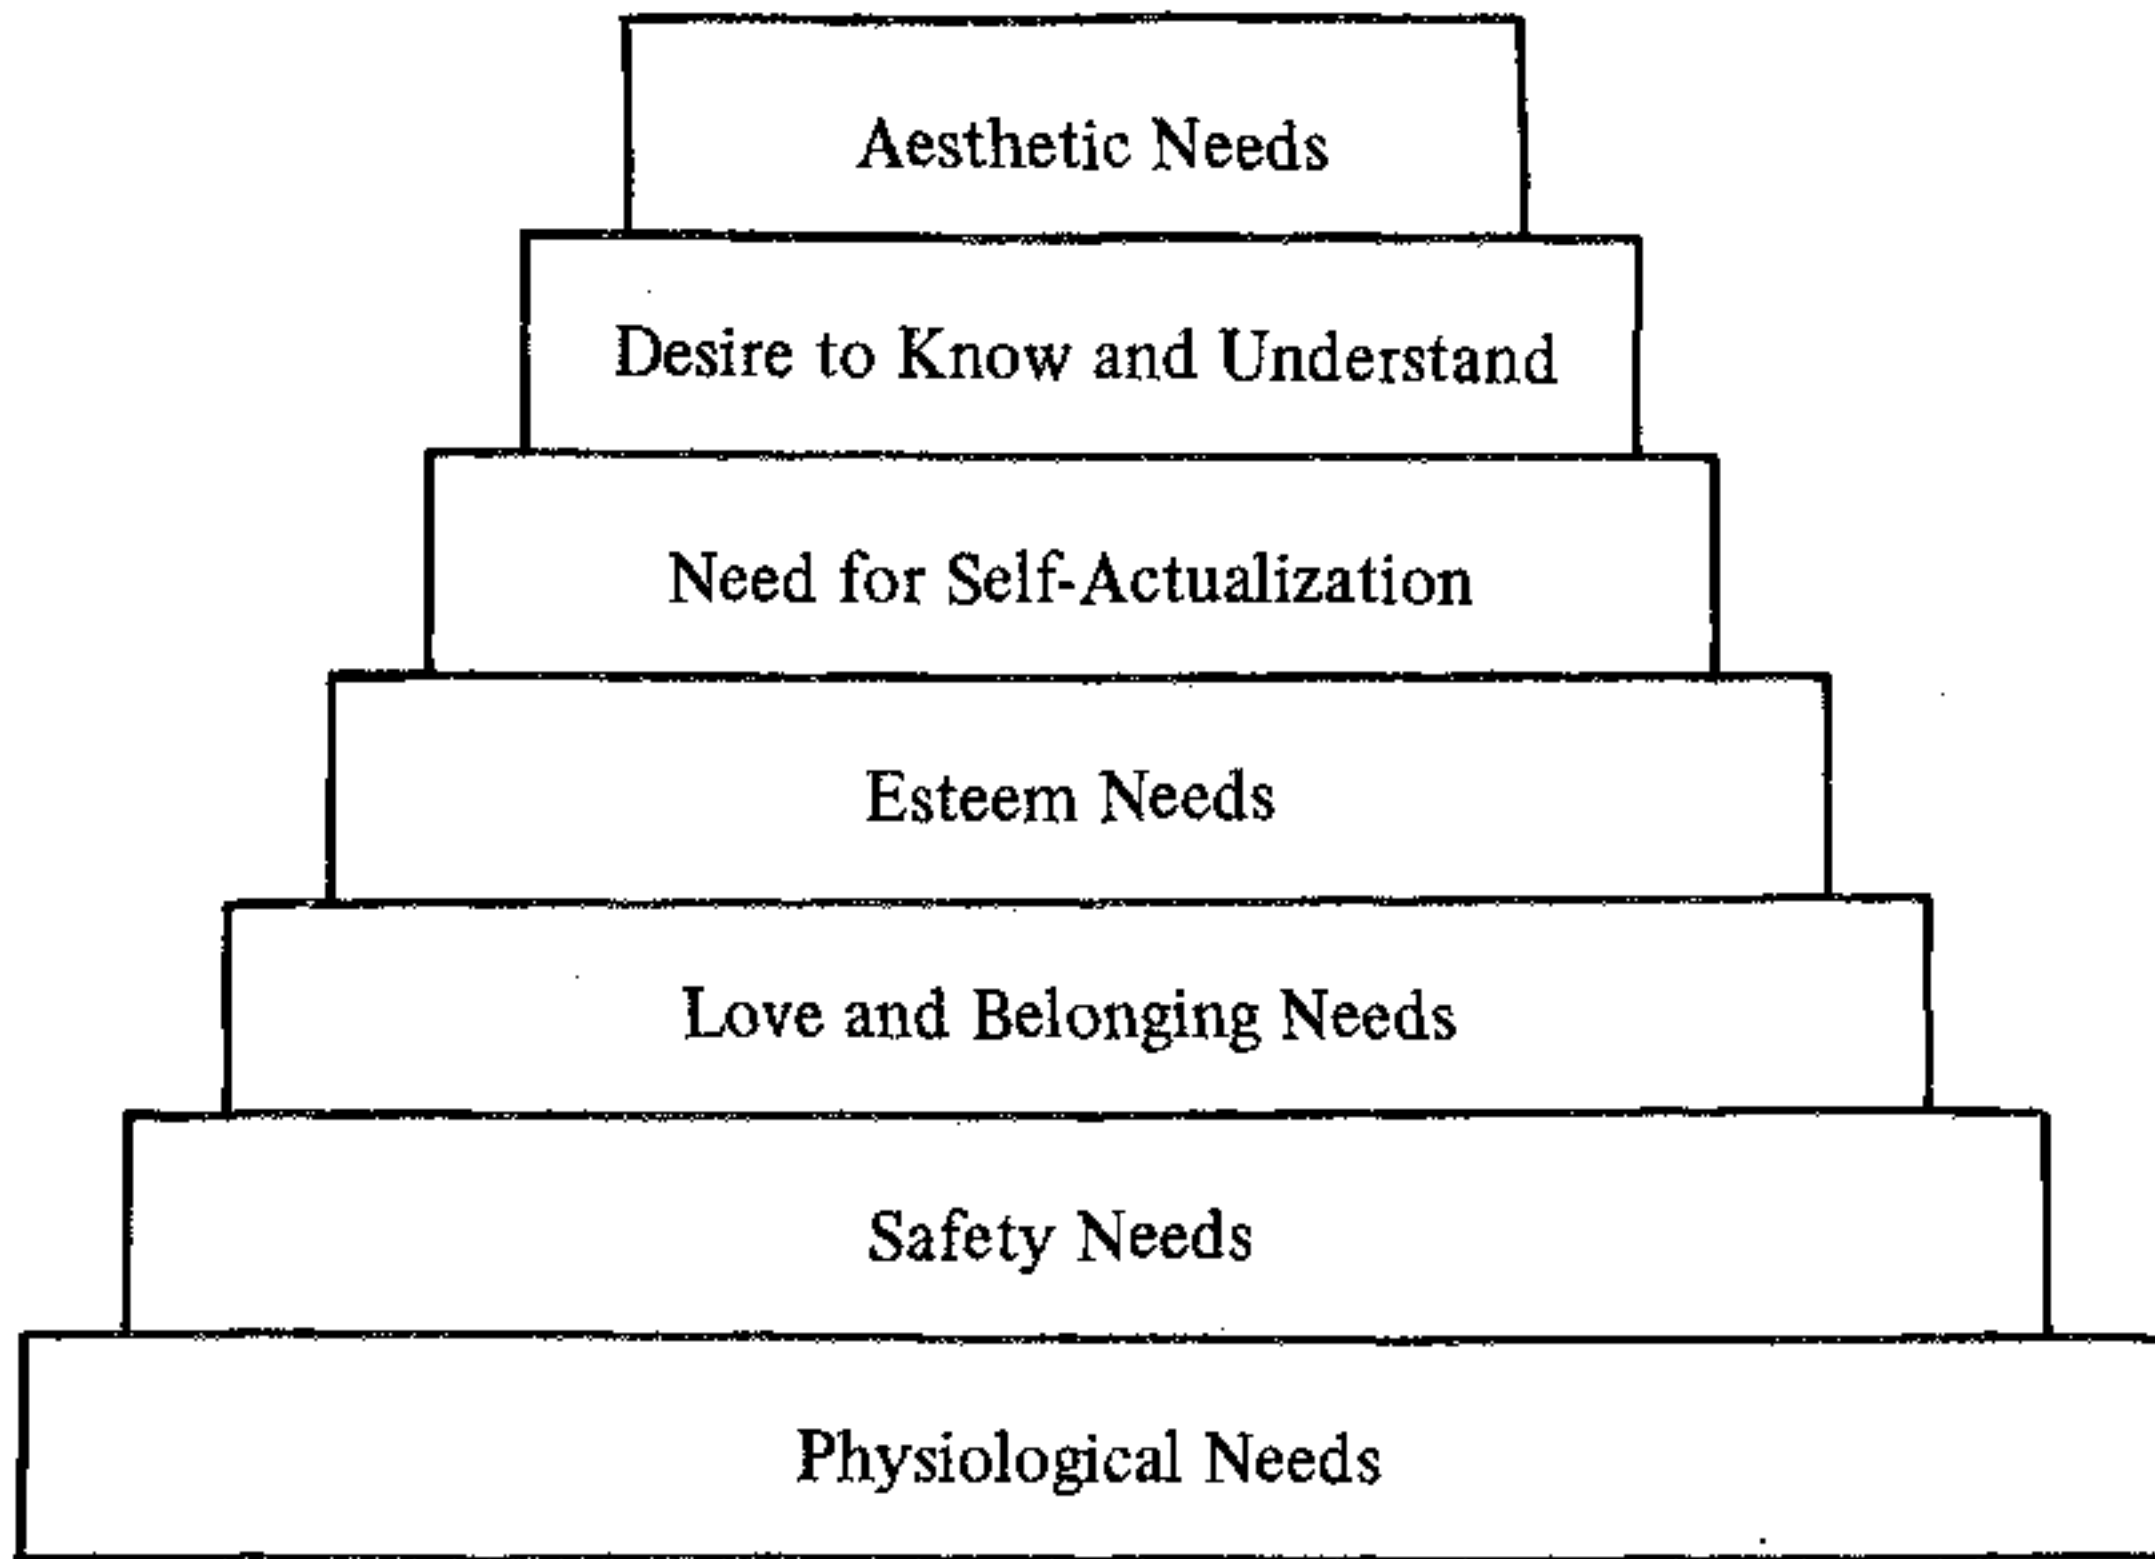 Aesthetic Needs
Desire to Know and Understand
Need for Self-Actualization
Esteem Needs
Love and Belonging Needs
Safety Needs
Physiological Needs